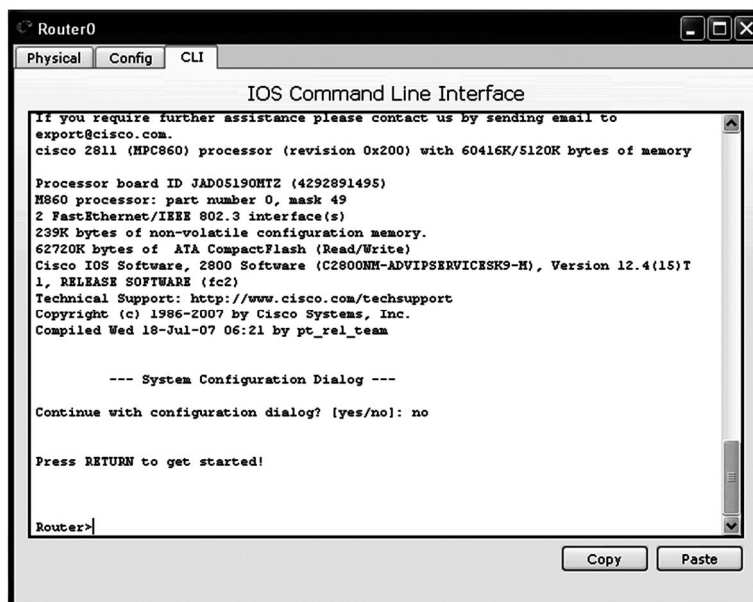 Router0
Physical Config CLI
IOS Command Line Interface
If you require further assistance please contact us by sending email to
export@cisco.com.
cisco 2811 (MPC860) processor (revision 0x200) with 60416K/5120K bytes of memory
Processor board ID JAD05190MTZ (4292891495)
M860 processor: part number 0, mask 49
2 FastEthernet/IEEE 802.3 interface(s)
239K bytes of non-volatile configuration memory.
62720K bytes of  ATA CompactFlash (Read/Write)
Cisco IOS Software, 2800 Software (C2800NM-ADVIPSERVICESK9-M), Version 12.4(15)T
1, RELEASE SOFTWARE (fc2)
Technical Support: http://www.cisco.com/techsupport
Copyright (c) 1986-2007 by Cisco Systems, Inc.
Compiled Wed 18-Jul-07 06:21 by pt_rel_team
--- System Configuration Dialog ---
Continue with configuration dialog? [yes/no]: no
Press RETURN to get started!
Router>
Copy Paste